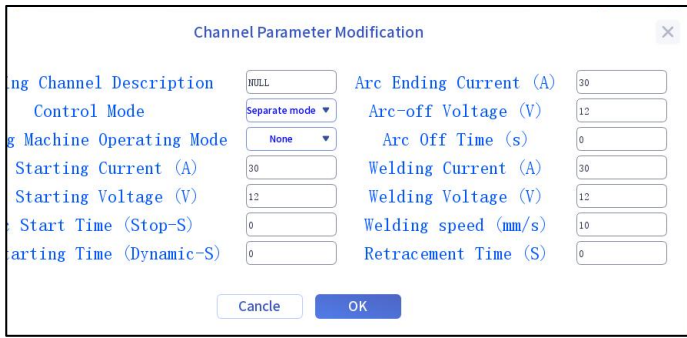 Channel Parameter Modification
ing Channel Description NULL Arc Ending Current (A) 30
Control Mode Separate mode Arc-off Voltage (V) 12
g Machine Operating Mode None Arc Off Time (s) 0
Starting Current (A) 30 Welding Current (A) 30
Starting Voltage (V) 12 Welding Voltage (V) 12
Start Time (Stop-S) 0 Welding speed (mm/s) 10
arting Time (Dynamic-S) 0 Retracement Time (S) 0
Cancle OK